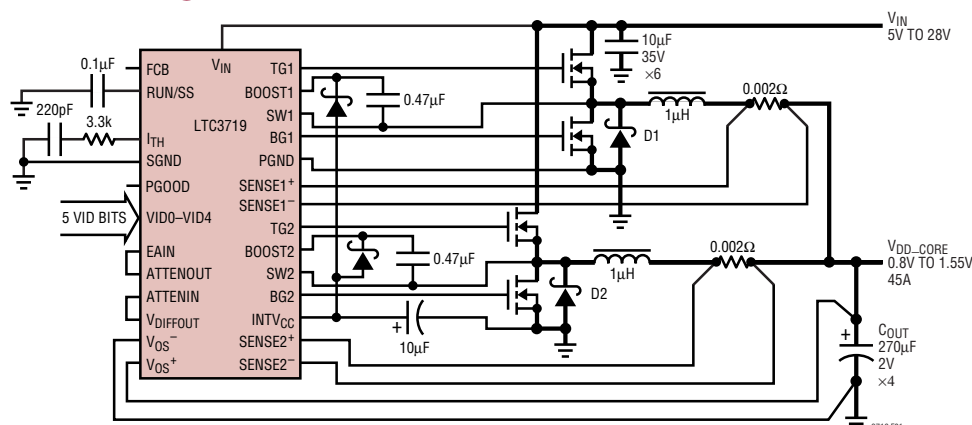 V_IN
5V TO 28V
10µF
35V
×6
0.1µF
220pF
3.3k
5 VID BITS
FCB
RUN/SS
I_TH
SGND
PGOOD
VID0–VID4
EAIN
ATTENOUT
ATTENIN
V_DIFFOUT
V_OS^–
V_OS^+
V_IN
LTC3719
TG1
BOOST1
SW1
BG1
PGND
SENSE1^+
SENSE1^–
TG2
BOOST2
SW2
BG2
INTV_CC
SENSE2^+
SENSE2^–
0.47µF
0.47µF
+
10µF
D1
1µH
0.002Ω
D2
1µH
0.002Ω
V_DD_CORE
0.8V TO 1.55V
45A
+
C_OUT
270µF
2V
×4